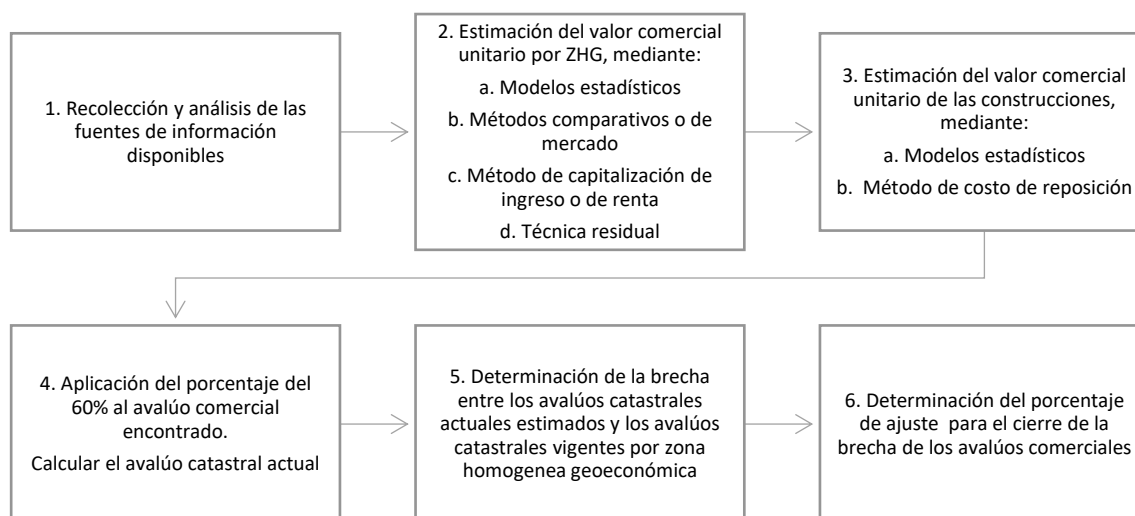 1. Recolección y análisis de las
fuentes de información
disponibles
2. Estimación del valor comercial
unitario por ZHG, mediante:
a. Modelos estadísticos
b. Métodos comparativos o de
mercado
c. Método de capitalización de
ingreso o de renta
d. Técnica residual
3. Estimación del valor comercial
unitario de las construcciones,
mediante:
a. Modelos estadísticos
b. Método de costo de reposición
4. Aplicación del porcentaje del
60% al avalúo comercial
encontrado.
Calcular el avalúo catastral actual
5. Determinación de la brecha
entre los avalúos catastrales
actuales estimados y los avalúos
catastrales vigentes por zona
homogenea geoeconómica
6. Determinación del porcentaje
de ajuste para el cierre de la
brecha de los avalúos comerciales